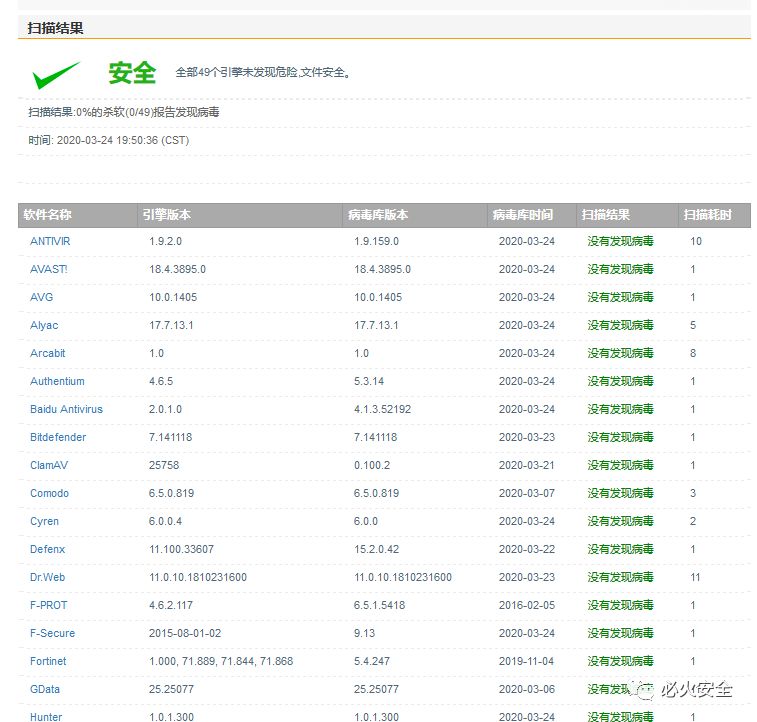 扫描结果
安全 全部49个引擎未发现危险,文件安全。
扫描结果:0%的杀软(0/49)报告发现病毒
时间: 2020-03-24 19:50:36 (CST)
软件名称 引擎版本 病毒库版本 病毒库时间 扫描结果 扫描耗时
ANTIVIR 1.9.2.0 1.9.159.0 2020-03-24 没有发现病毒 10
AVAST! 18.4.3895.0 18.4.3895.0 2020-03-24 没有发现病毒 1
AVG 10.0.1405 10.0.1405 2020-03-24 没有发现病毒 1
Alyac 17.7.13.1 17.7.13.1 2020-03-24 没有发现病毒 5
Arcabit 1.0 1.0 2020-03-24 没有发现病毒 8
Authentium 4.6.5 5.3.14 2020-03-24 没有发现病毒 1
Baidu Antivirus 2.0.1.0 4.1.3.52192 2020-03-24 没有发现病毒 1
Bitdefender 7.141118 7.141118 2020-03-23 没有发现病毒 1
ClamAV 25758 0.100.2 2020-03-21 没有发现病毒 1
Comodo 6.5.0.819 6.5.0.819 2020-03-07 没有发现病毒 3
Cyren 6.0.0.4 6.0.0 2020-03-24 没有发现病毒 2
Defenx 11.100.33607 15.2.0.42 2020-03-22 没有发现病毒 1
Dr.Web 11.0.10.1810231600 11.0.10.1810231600 2020-03-23 没有发现病毒 11
F-PROT 4.6.2.117 6.5.1.5418 2016-02-05 没有发现病毒 1
F-Secure 2015-08-01-02 9.13 2020-03-24 没有发现病毒 1
Fortinet 1.000, 71.889, 71.844, 71.868 5.4.247 2019-11-04 没有发现病毒 1
GData 25.25077 25.25077 2020-03-06 没有发现病毒 1
必火安全
Hunter 1.0.1.300 1.0.1.300 2020-03-24 没有发现病毒 1